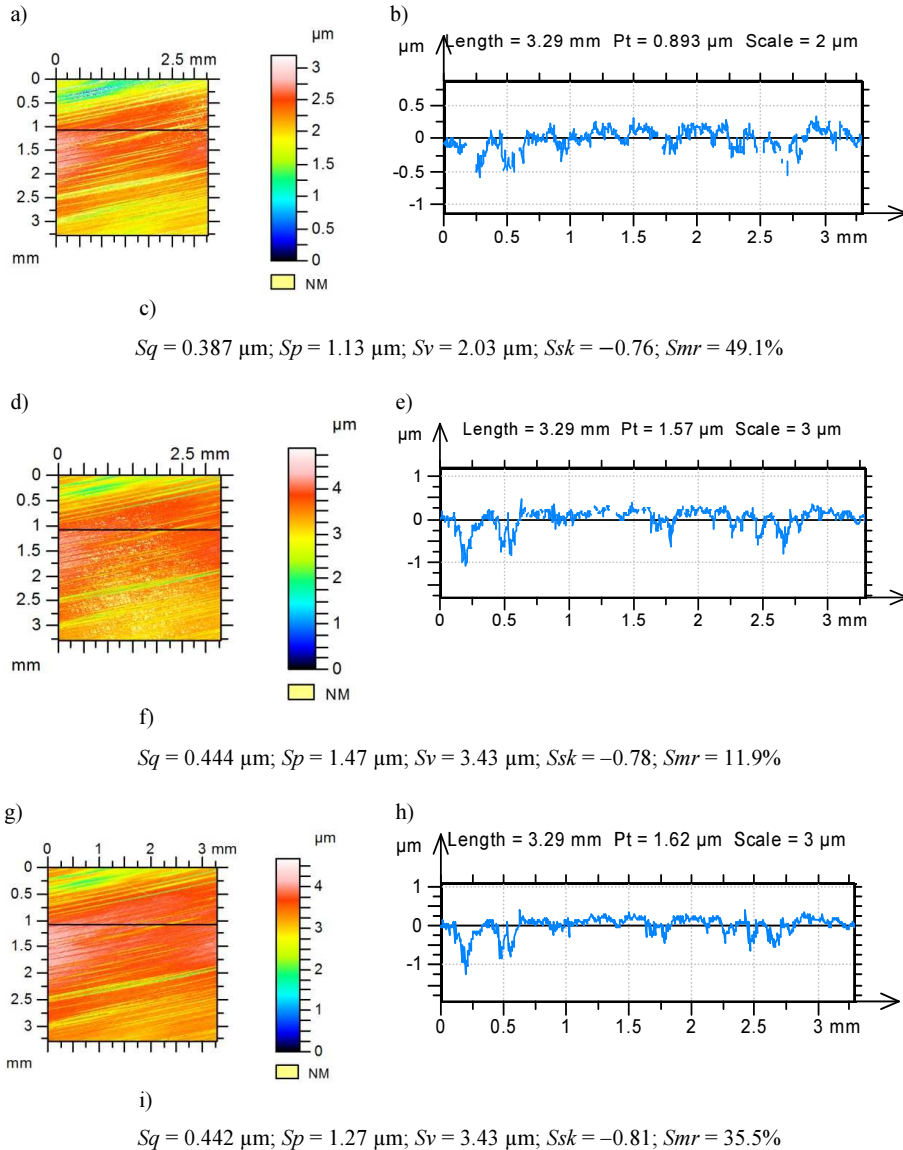 a)
b)
0 2.5 mm
0
0.5
1
1.5
2
2.5
3
mm
µm
3
2.5
2
1.5
1
0.5
0
NM
µm
Length = 3.29 mm Pt = 0.893 µm Scale = 2 µm
0.5
0
-0.5
-1
0 0.5 1 1.5 2 2.5 3 mm
c)
Sq = 0.387 µm; Sp = 1.13 µm; Sv = 2.03 µm; Ssk = −0.76; Smr = 49.1%
d)
e)
0 2.5 mm
0
0.5
1
1.5
2
2.5
3
mm
µm
4
3
2
1
0
NM
µm
Length = 3.29 mm Pt = 1.57 µm Scale = 3 µm
1
0
-1
0 0.5 1 1.5 2 2.5 3 mm
f)
Sq = 0.444 µm; Sp = 1.47 µm; Sv = 3.43 µm; Ssk = –0.78; Smr = 11.9%
g)
h)
0 1 2 3 mm
0
0.5
1
1.5
2
2.5
3
mm
µm
4
3
2
1
0
NM
µm
Length = 3.29 mm Pt = 1.62 µm Scale = 3 µm
1
0
-1
0 0.5 1 1.5 2 2.5 3 mm
i)
Sq = 0.442 µm; Sp = 1.27 µm; Sv = 3.43 µm; Ssk = –0.81; Smr = 35.5%